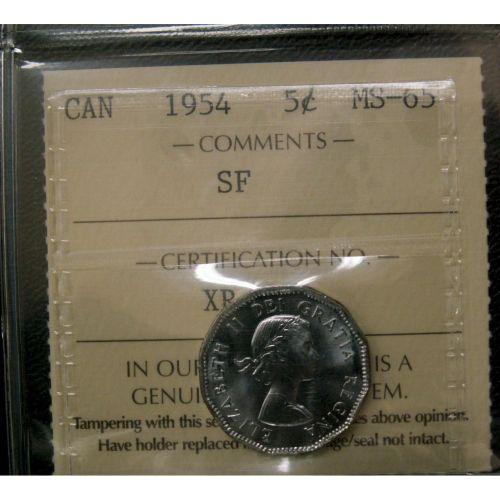 CAN 1954 5¢ MS-65
— COMMENTS —
SF
— CERTIFICATION NO. —
XR
IN OUR IS A
GENUI EM.
Tampering with this se s above opinion.
Have holder replaced age/seal not intact.
ELIZABETH II DEI GRATIA REGINA